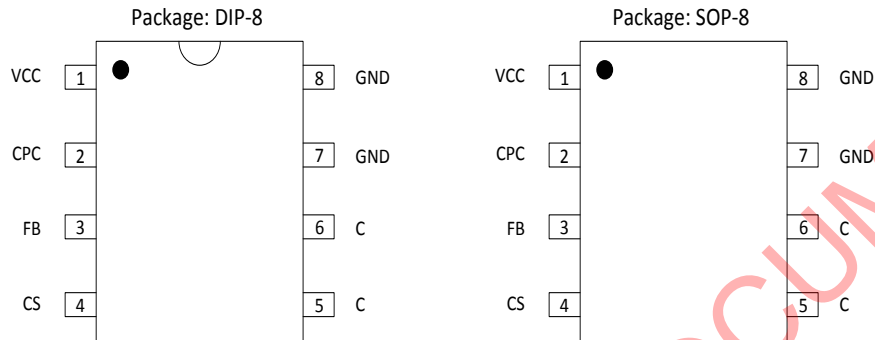 Package: DIP-8 Package: SOP-8
VCC 1 8 GND VCC 1 8 GND
CPC 2 7 GND CPC 2 7 GND
FB 3 6 C FB 3 6 C
CS 4 5 C CS 4 5 C